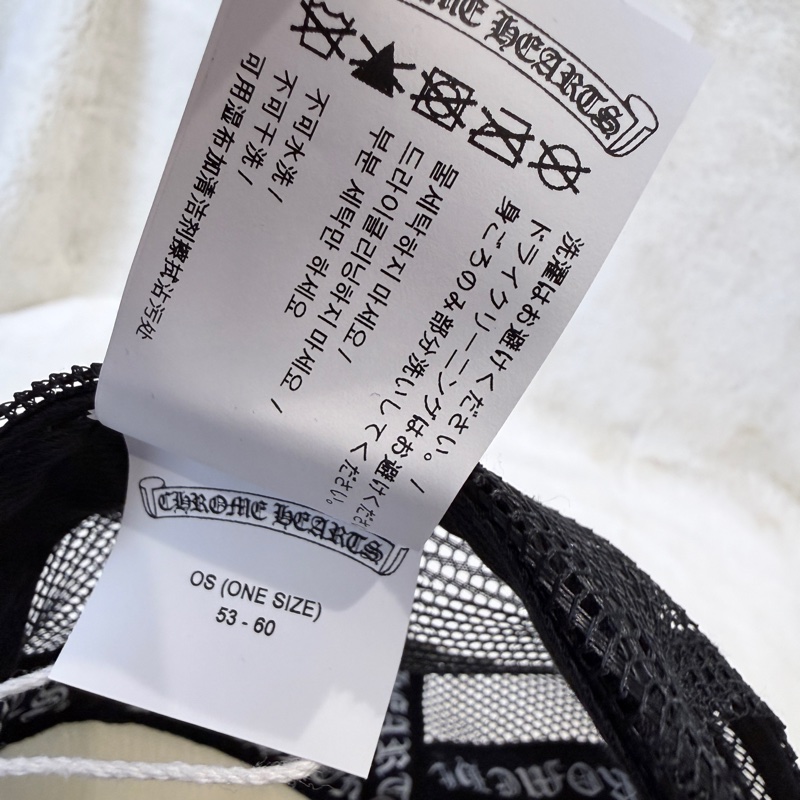 CHROME HEARTS
洗濯はお避けください。 /
ドライクリーニングはお避けください。
身ごろのみ部分洗いしてください。
물세탁하지 마세요 /
드라이클리닝하지 마세요 /
부분 세탁만 하세요
不可水洗 /
不可干洗 /
可用湿布加清洁剂擦拭沾污处
CHROME HEARTS
OS (ONE SIZE)
53 - 60